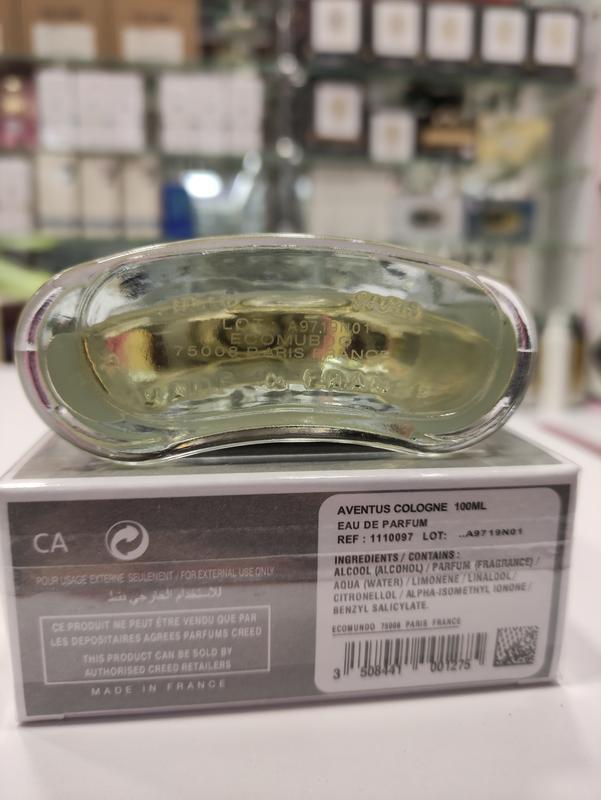 LOT: A9719N01
ECOMUNDO
75008 PARIS FRANCE
CA
POUR USAGE EXTERNE SEULEMENT / FOR EXTERNAL USE ONLY
للاستخدام الخارجي فقط
CE PRODUIT NE PEUT ÊTRE VENDU QUE PAR
LES DEPOSITAIRES AGREES PARFUMS CREED
THIS PRODUCT CAN BE SOLD BY
AUTHORISED CREED RETAILERS
MADE IN FRANCE
AVENTUS COLOGNE 100ML
EAU DE PARFUM
REF : 1110097 LOT: ..A9719N01
INGREDIENTS / CONTAINS :
ALCOOL (ALCOHOL) / PARFUM (FRAGRANCE) /
AQUA (WATER) / LIMONENE / LINALOOL /
CITRONELLOL / ALPHA-ISOMETHYL IONONE /
BENZYL SALICYLATE.
ECOMUNDO 75008 PARIS FRANCE
3 508441 001275